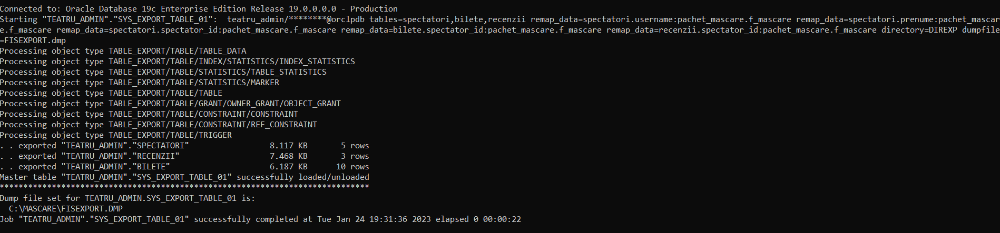 Connected to: Oracle Database 19c Enterprise Edition Release 19.0.0.0.0 - Production
Starting "TEATRU_ADMIN"."SYS_EXPORT_TABLE_01":  teatru_admin/********@orclpdb tables=spectatori,bilete,recenzii remap_data=spectatori.username:pachet_mascare.f_mascare remap_data=spectatori.prenume:pachet_mascar
e.f_mascare remap_data=spectatori.spectator_id:pachet_mascare.f_mascare remap_data=bilete.spectator_id:pachet_mascare.f_mascare remap_data=recenzii.spectator_id:pachet_mascare.f_mascare directory=DIREXP dumpfile
=FISEXPORT.dmp
Processing object type TABLE_EXPORT/TABLE/TABLE_DATA
Processing object type TABLE_EXPORT/TABLE/INDEX/STATISTICS/INDEX_STATISTICS
Processing object type TABLE_EXPORT/TABLE/STATISTICS/TABLE_STATISTICS
Processing object type TABLE_EXPORT/TABLE/STATISTICS/MARKER
Processing object type TABLE_EXPORT/TABLE/TABLE
Processing object type TABLE_EXPORT/TABLE/GRANT/OWNER_GRANT/OBJECT_GRANT
Processing object type TABLE_EXPORT/TABLE/CONSTRAINT/CONSTRAINT
Processing object type TABLE_EXPORT/TABLE/CONSTRAINT/REF_CONSTRAINT
Processing object type TABLE_EXPORT/TABLE/TRIGGER
. . exported "TEATRU_ADMIN"."SPECTATORI"                 8.117 KB       5 rows
. . exported "TEATRU_ADMIN"."RECENZII"                   7.468 KB       3 rows
. . exported "TEATRU_ADMIN"."BILETE"                     6.187 KB      10 rows
Master table "TEATRU_ADMIN"."SYS_EXPORT_TABLE_01" successfully loaded/unloaded
******************************************************************************
Dump file set for TEATRU_ADMIN.SYS_EXPORT_TABLE_01 is:
  C:\MASCARE\FISEXPORT.DMP
Job "TEATRU_ADMIN"."SYS_EXPORT_TABLE_01" successfully completed at Tue Jan 24 19:31:36 2023 elapsed 0 00:00:22